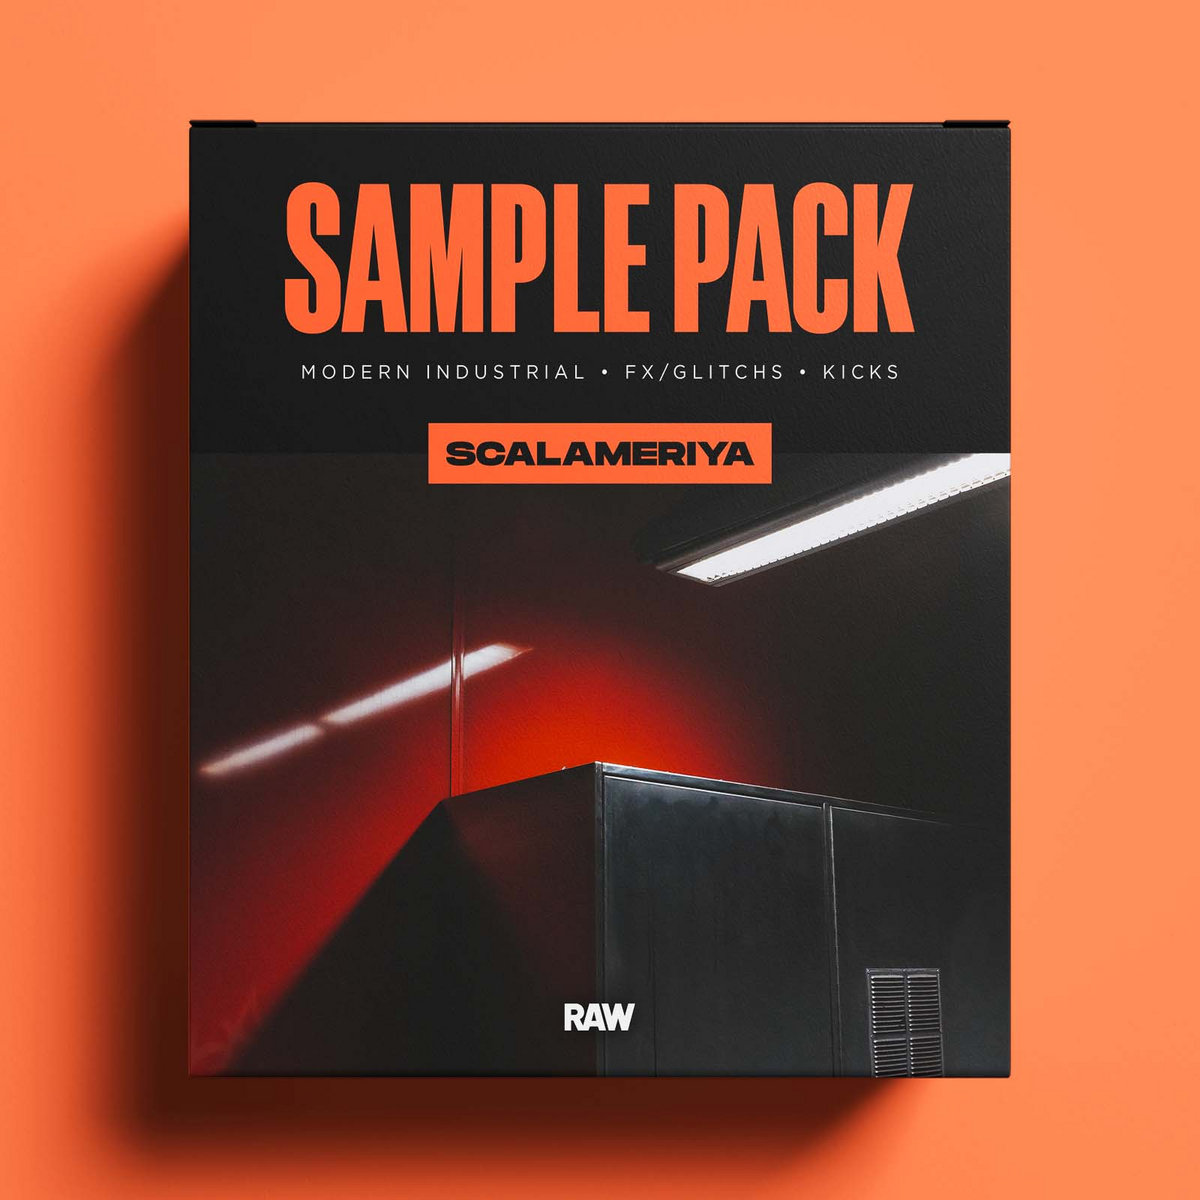 SAMPLE PACK
MODERN INDUSTRIAL • FX/GLITCHS • KICKS
SCALAMERIYA
RAW